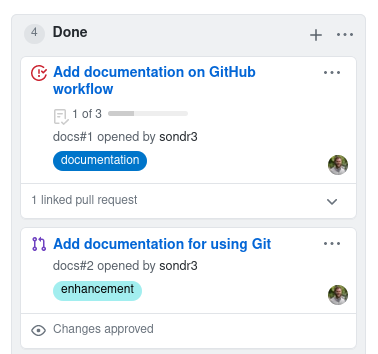 4 Done
Add documentation on GitHub
workflow
1 of 3
docs#1 opened by sondr3
documentation
1 linked pull request
Add documentation for using Git
docs#2 opened by sondr3
enhancement
Changes approved